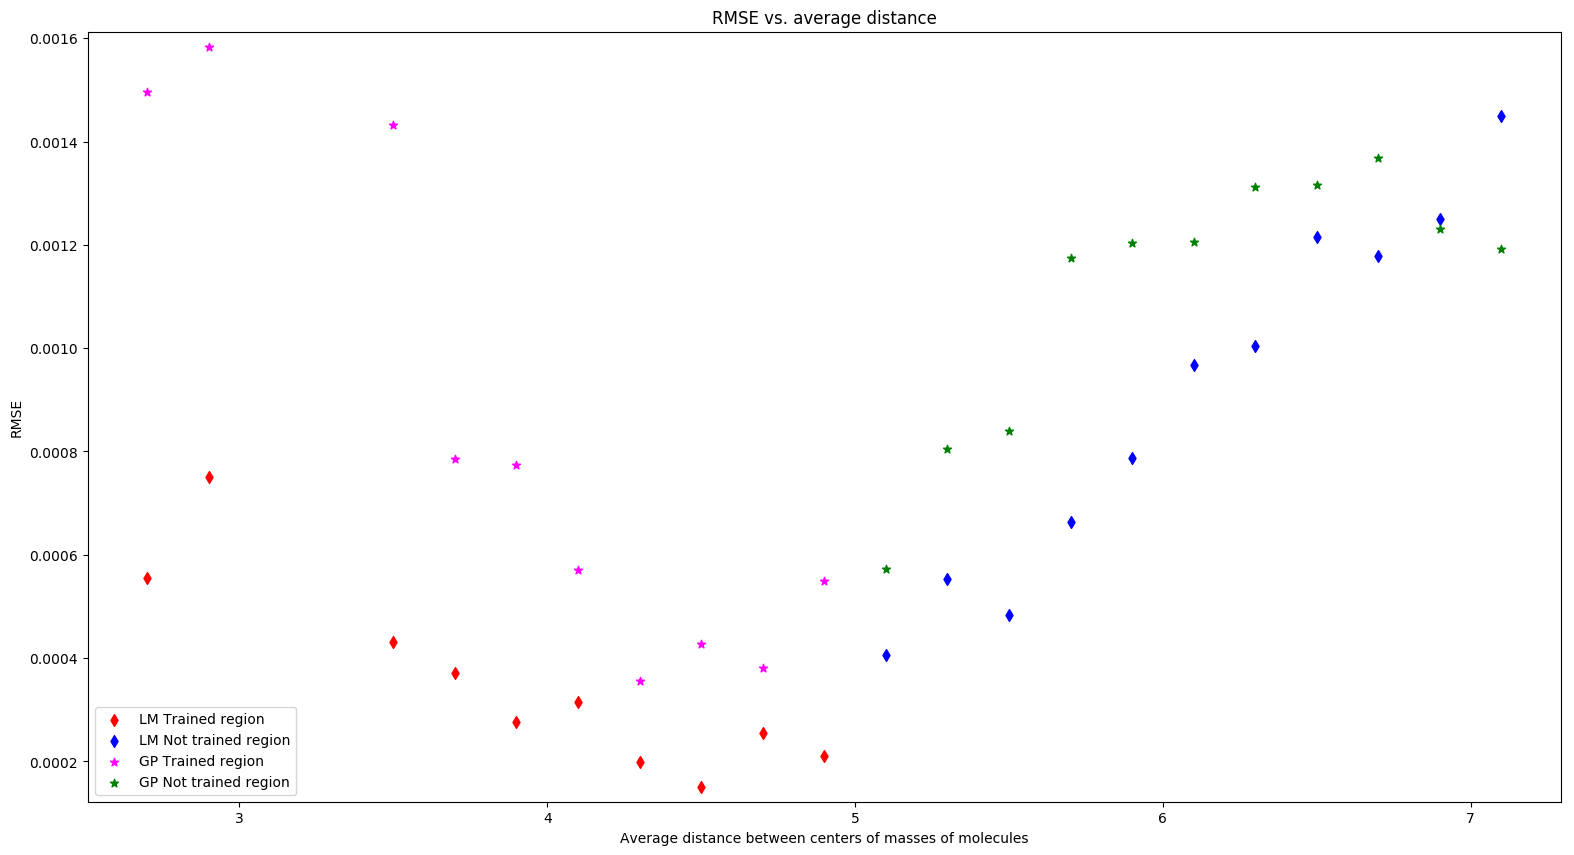 RMSE vs. average distance
RMSE
0.0016
0.0014
0.0012
0.0010
0.0008
0.0006
0.0004
0.0002
LM Trained region
LM Not trained region
GP Trained region
GP Not trained region
3 4 5 6 7
Average distance between centers of masses of molecules